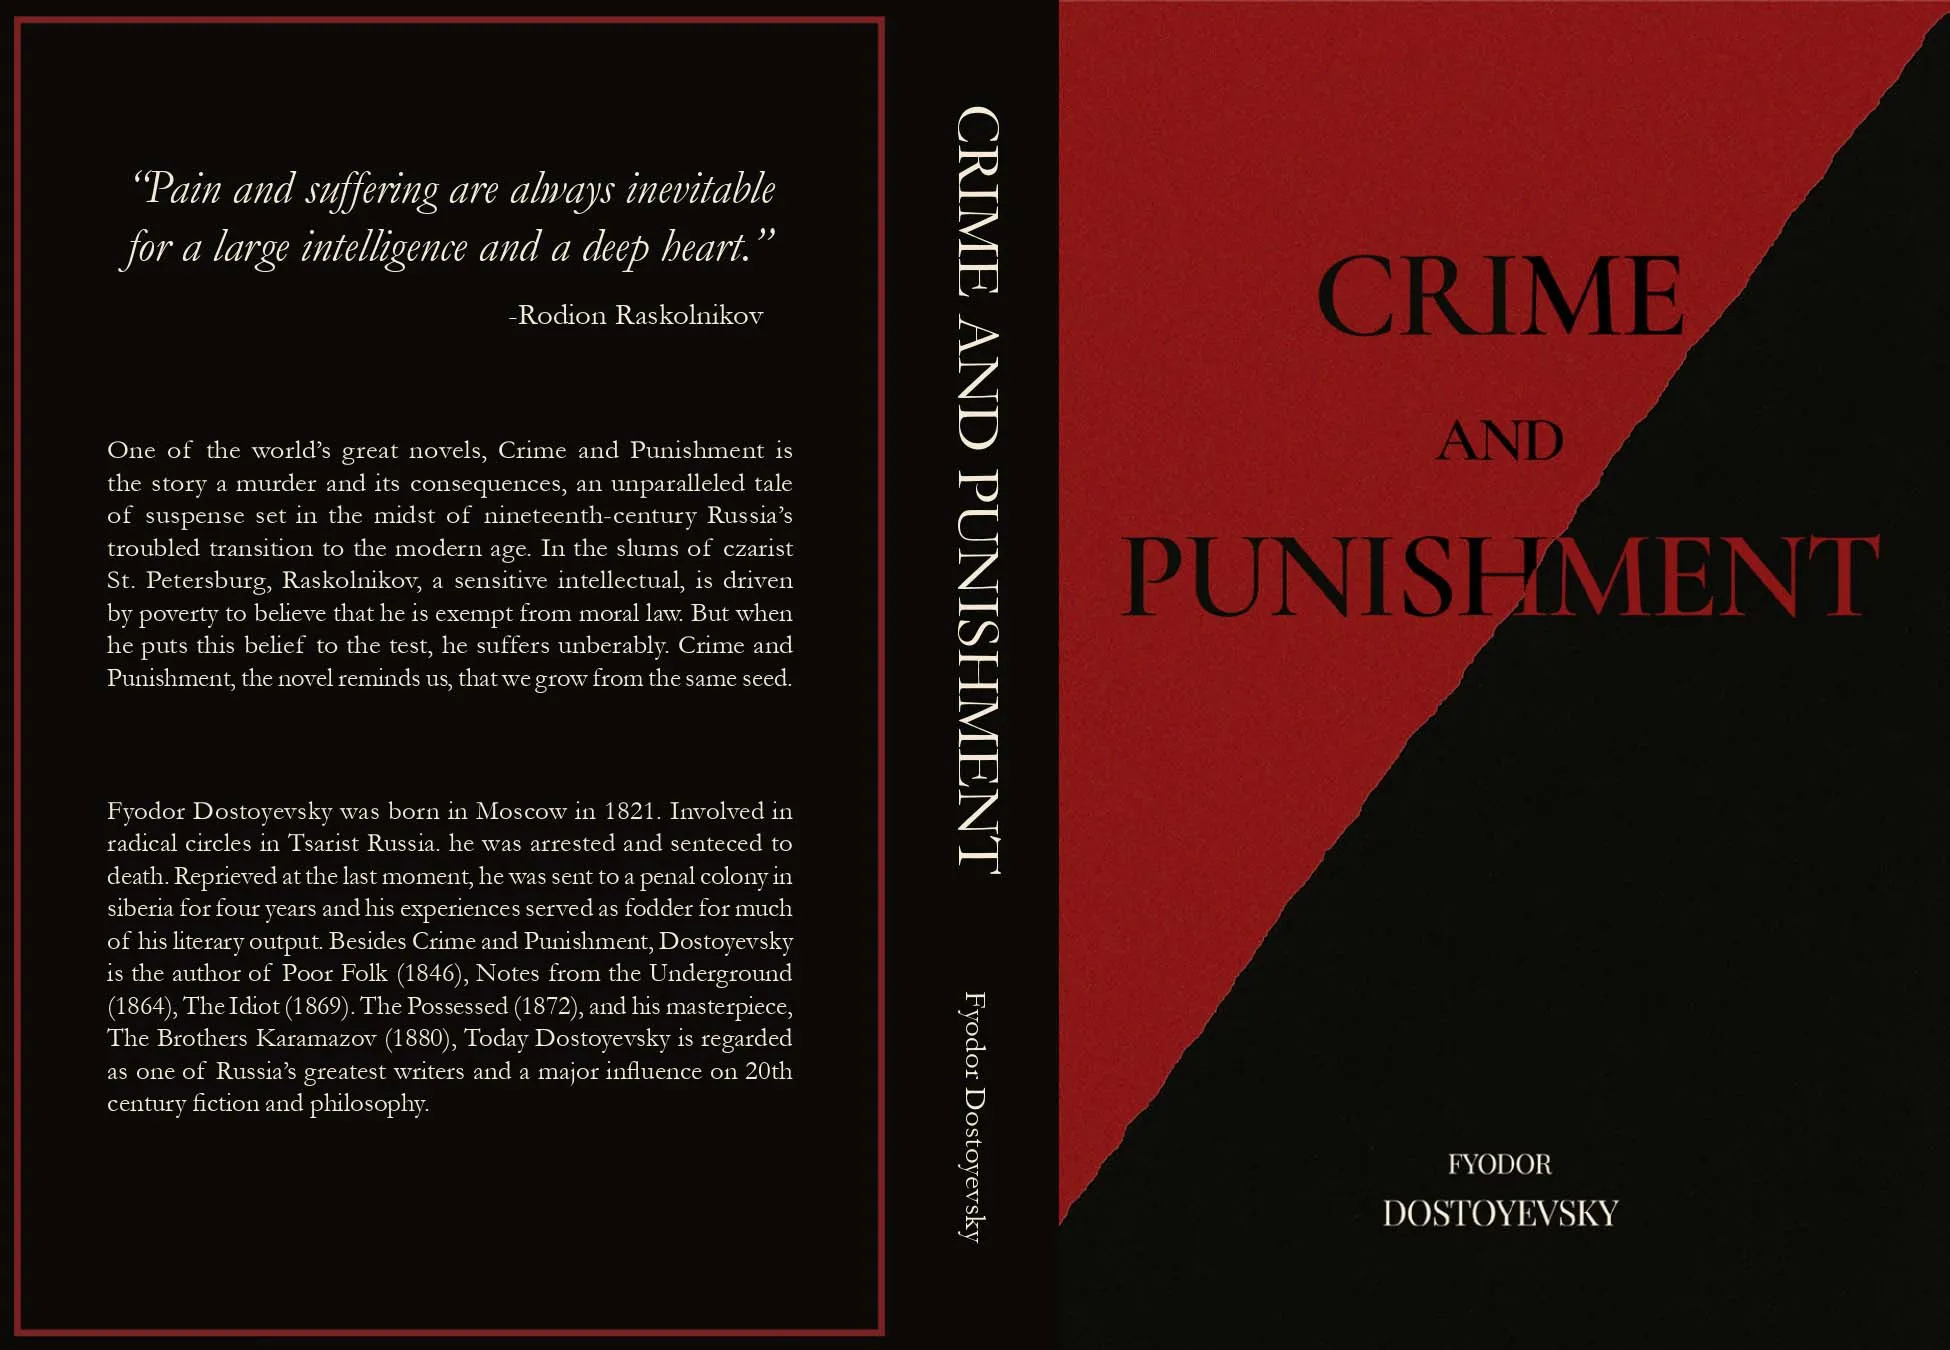 “Pain and suffering are always inevitable
for a large intelligence and a deep heart.”
-Rodion Raskolnikov
One of the world’s great novels, Crime and Punishment is
the story a murder and its consequences, an unparalleled tale
of suspense set in the midst of nineteenth-century Russia’s
troubled transition to the modern age. In the slums of czarist
St. Petersburg, Raskolnikov, a sensitive intellectual, is driven
by poverty to believe that he is exempt from moral law. But when
he puts this belief to the test, he suffers unberably. Crime and
Punishment, the novel reminds us, that we grow from the same seed.
Fyodor Dostoyevsky was born in Moscow in 1821. Involved in
radical circles in Tsarist Russia. he was arrested and senteced to
death. Reprieved at the last moment, he was sent to a penal colony in
siberia for four years and his experiences served as fodder for much
of his literary output. Besides Crime and Punishment, Dostoyevsky
is the author of Poor Folk (1846), Notes from the Underground
(1864), The Idiot (1869). The Possessed (1872), and his masterpiece,
The Brothers Karamazov (1880), Today Dostoyevsky is regarded
as one of Russia’s greatest writers and a major influence on 20th
century fiction and philosophy.
CRIME AND PUNISHMENT
Fyodor Dostoyevsky
CRIME
AND
PUNISHMENT
FYODOR
DOSTOYEVSKY